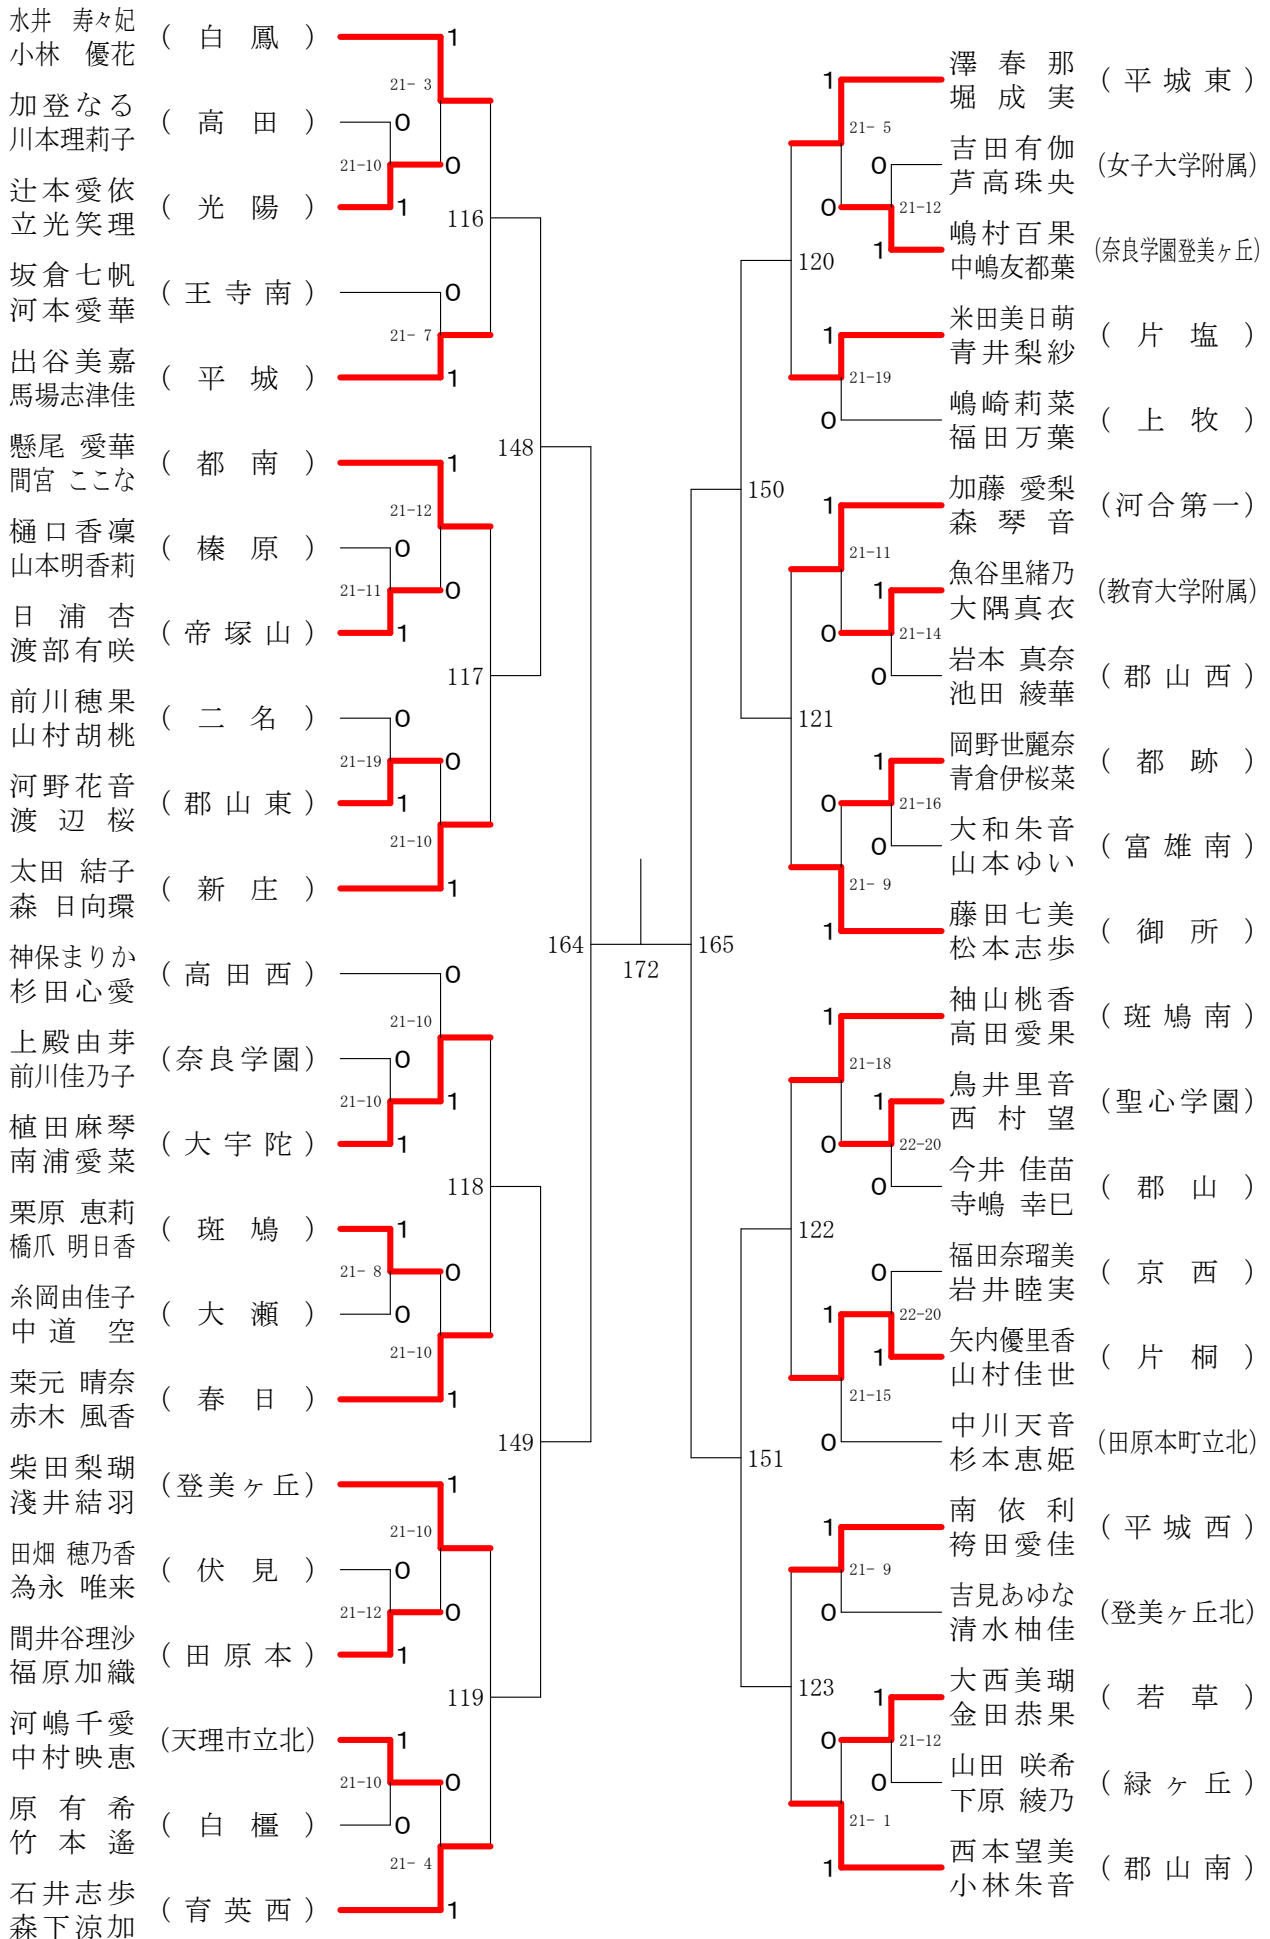 水井 寿々妃
小林 優花
( 白 鳳 )
1
21- 3
加登なる
川本理莉子
( 高 田 )
0
21-10
0
辻本愛依
立光笑理
( 光 陽 )
1
116
坂倉七帆
河本愛華
( 王 寺 南 )
0
21- 7
出谷美嘉
馬場志津佳
( 平 城 )
1
148
懸尾 愛華
間宮 ここな
( 都 南 )
1
21-12
樋口香凜
山本明香莉
( 榛 原 )
0
21-11
0
日浦杏
渡部有咲
( 帝 塚 山 )
1
117
前川穂果
山村胡桃
( 二 名 )
0
21-19
0
河野花音
渡辺桜
( 郡 山 東 )
1
21-10
太田 結子
森 日向環
( 新 庄 )
1
164
神保まりか
杉田心愛
( 高 田 西 )
0
21-10
上殿由芽
前川佳乃子
(奈良学園)
0
21-10
1
植田麻琴
南浦愛菜
( 大 宇 陀 )
1
118
栗原 恵莉
橋爪 明日香
( 斑 鳩 )
1
21- 8
0
糸岡由佳子
中道空
( 大 瀬 )
0
21-10
菜元 晴奈
赤木 風香
( 春 日 )
1
149
柴田梨瑚
淺井結羽
(登美ヶ丘)
1
21-10
田畑 穂乃香
為永 唯来
( 伏 見 )
0
21-12
0
間井谷理沙
福原加織
( 田 原 本 )
1
119
河嶋千愛
中村映恵
(天理市立北)
1
21-10
0
原有希
竹本遙
( 白 橿 )
0
21- 4
石井志歩
森下涼加
( 育 英 西 )
1
172
澤春那
堀成実
( 平 城 東 )
1
21- 5
吉田有伽
芦高珠央
(女子大学附属)
0
21-12
0
嶋村百果
中嶋友都葉
(奈良学園登美ヶ丘)
1
120
米田美日萌
青井梨紗
( 片 塩 )
1
21-19
嶋崎莉菜
福田万葉
( 上 牧 )
0
150
加藤 愛梨
森琴音
(河合第一)
1
21-11
魚谷里緒乃
大隅真衣
(教育大学附属)
1
21-14
0
岩本 真奈
池田 綾華
( 郡 山 西 )
0
121
岡野世麗奈
青倉伊桜菜
( 都 跡 )
1
21-16
0
大和朱音
山本ゆい
( 富 雄 南 )
0
21- 9
藤田七美
松本志歩
( 御 所 )
1
165
袖山桃香
高田愛果
( 斑 鳩 南 )
1
21-18
鳥井里音
西村望
(聖心学園)
1
22-20
0
今井 佳苗
寺嶋 幸巳
( 郡 山 )
0
122
福田奈瑠美
岩井睦実
( 京 西 )
0
22-20
1
矢内優里香
山村佳世
( 片 桐 )
1
21-15
中川天音
杉本恵姫
(田原本町立北)
0
151
南依利
袴田愛佳
( 平 城 西 )
1
21- 9
吉見あゆな
清水柚佳
(登美ヶ丘北)
0
123
大西美瑚
金田恭果
( 若 草 )
1
21-12
0
山田 咲希
下原 綾乃
( 緑 ヶ 丘 )
0
21- 1
西本望美
小林朱音
( 郡 山 南 )
1